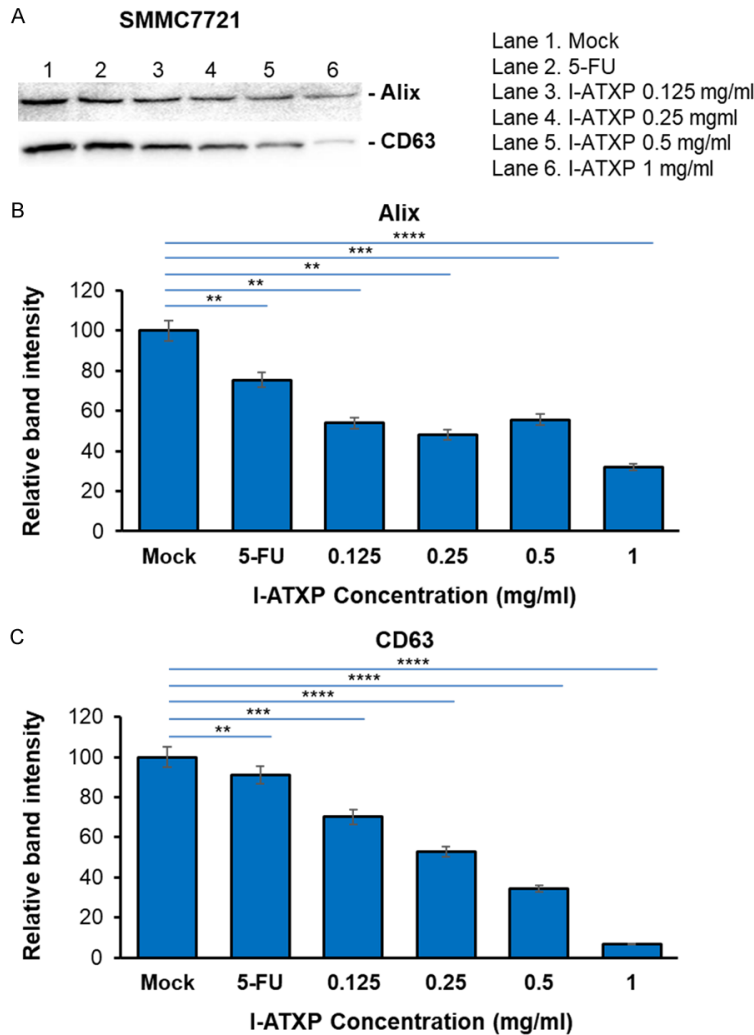 A
SMMC7721
1 2 3 4 5 6
- Alix
- CD63
Lane 1. Mock
Lane 2. 5-FU
Lane 3. I-ATXP 0.125 mg/ml
Lane 4. I-ATXP 0.25 mgml
Lane 5. I-ATXP 0.5 mg/ml
Lane 6. I-ATXP 1 mg/ml
B
Alix
****
***
**
**
**
Relative band intensity
120
100
80
60
40
20
0
Mock 5-FU 0.125 0.25 0.5 1
I-ATXP Concentration (mg/ml)
C
CD63
****
****
****
***
**
Relative band intensity
120
100
80
60
40
20
0
Mock 5-FU 0.125 0.25 0.5 1
I-ATXP Concentration (mg/ml)